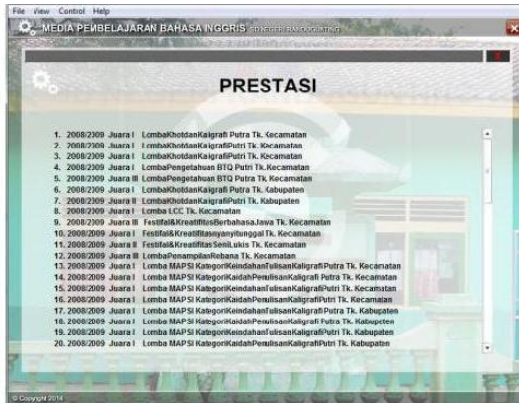 File View Control Help
MEDIA PEMBELAJARAN BAHASA INGGRIS SD NEGERI
X
PRESTASI
1. 2008/2009 Juara I LombaKhotdanKaigrafi Putra Tk. Kecamatan
2. 2008/2009 Juara I LombaKhotdanKaligrafiPutri Tk. Kecamatan
3. 2008/2009 Juara I LombaKaligrafiPutri Tk. Kecamatan
4. 2008/2009 Juara I LombaPengetahuan BTQ Putri Tk. Kecamatan
5. 2008/2009 Juara III LombaPengetahuan BTQ Putra Tk. Kecamatan
6. 2008/2009 Juara I LombaKhotdanKaligrafi Putra Tk. Kabupaten
7. 2008/2009 Juara II LombaKhotdanKaligrafiPutri Tk. Kabupaten
8. 2008/2009 Juara I Lomba LCC Tk. Kecamatan
9. 2008/2009 Juara III Festifal&KreatifitasBerbahasaJawa Tk. Kecamatan
10. 2008/2009 Juara I Festifal&Kreatifitasnyanyitunggal Tk. Kecamatan
11. 2008/2009 Juara II Festifal&KreatifitasSeniLukis Tk. Kecamatan
12. 2008/2009 Juara III LombaPenampilanRebana Tk. Kecamatan
13. 2008/2009 Juara I Lomba MAPSI KategoriKeindahanTulisanKaligrafiPutra Tk. Kecamatan
14. 2008/2009 Juara I Lomba MAPSI KategoriKaidahPenulisanKaligrafiPutra Tk. Kecamatan
15. 2008/2009 Juara I Lomba MAPSI KategoriKeindahanTulisanKaligrafiPutri Tk. Kecamatan
16. 2008/2009 Juara I Lomba MAPSI KategoriKaidahPenulisanKaligrafiPutri Tk. Kecamatan
17. 2008/2009 Juara I Lomba MAPSI KategoriKeindahanTulisanKaligrafiPutra Tk. Kabupaten
18. 2008/2009 Juara I Lomba MAPSI KategoriKaidahPenulisanKaligrafi Putra Tk. Kabupaten
19. 2008/2009 Juara I Lomba MAPSI KategoriKeindahanTulisanKaligrafiPutri Tk. Kabupaten
20. 2008/2009 Juara I Lomba MAPSI KategoriKaidahPenulisanKaligrafiPutri Tk. Kabupaten
© Copyright 2014